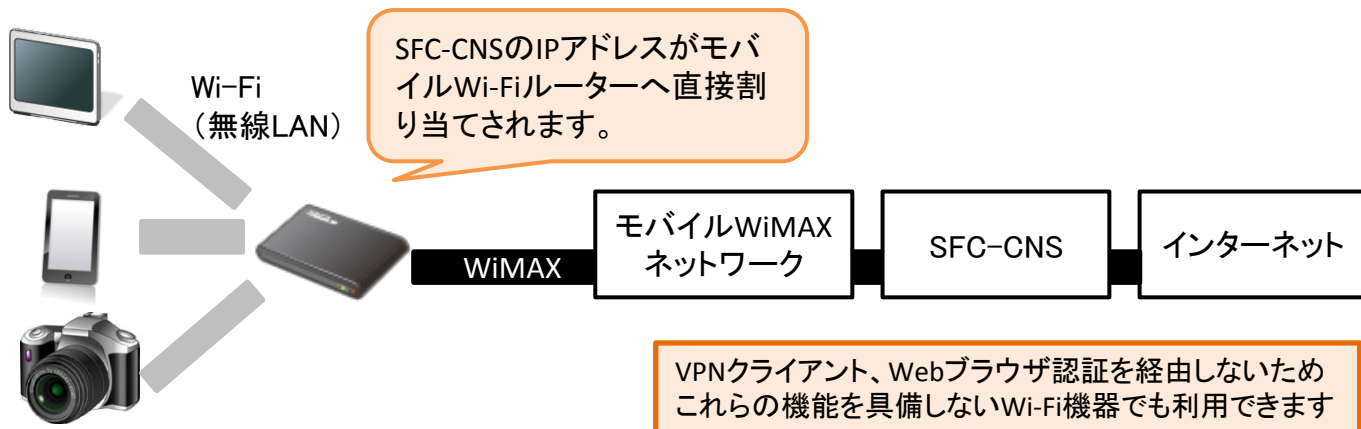 SFC-CNSのIPアドレスがモバ
イルWi-Fiルーターへ直接割
り当てされます。
Wi-Fi
（無線LAN）
WiMAX
モバイルWiMAX
ネットワーク
SFC-CNS
インターネット
VPNクライアント、Webブラウザ認証を経由しないため
これらの機能を具備しないWi-Fi機器でも利用できます